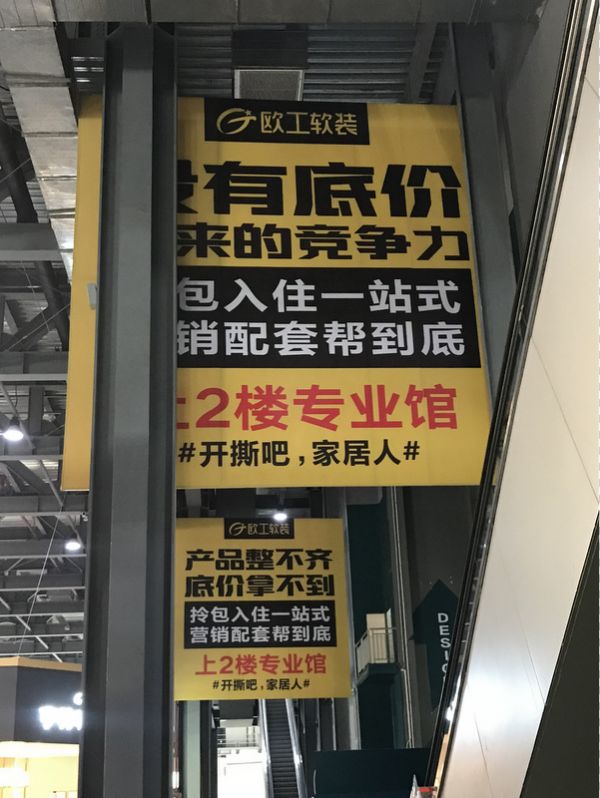 欧工软装
没有底价
来的竞争力
包入住一站式
销配套帮到底
上2楼专业馆
#开撕吧，家居人#
欧工软装
产品整不齐
底价拿不到
拎包入住一站式
营销配套帮到底
上2楼专业馆
#开撕吧，家居人#
DESIG